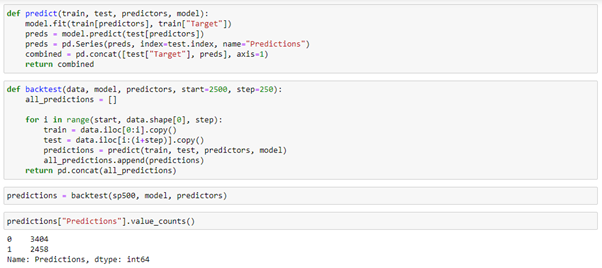 def predict(train, test, predictors, model):
    model.fit(train[predictors], train["Target"])
    preds = model.predict(test[predictors])
    preds = pd.Series(preds, index=test.index, name="Predictions")
    combined = pd.concat([test["Target"], preds], axis=1)
    return combined
def backtest(data, model, predictors, start=2500, step=250):
    all_predictions = []
    for i in range(start, data.shape[0], step):
        train = data.iloc[0:i].copy()
        test = data.iloc[i:(i+step)].copy()
        predictions = predict(train, test, predictors, model)
        all_predictions.append(predictions)
    return pd.concat(all_predictions)
predictions = backtest(sp500, model, predictors)
predictions["Predictions"].value_counts()
0    3404
1    2458
Name: Predictions, dtype: int64